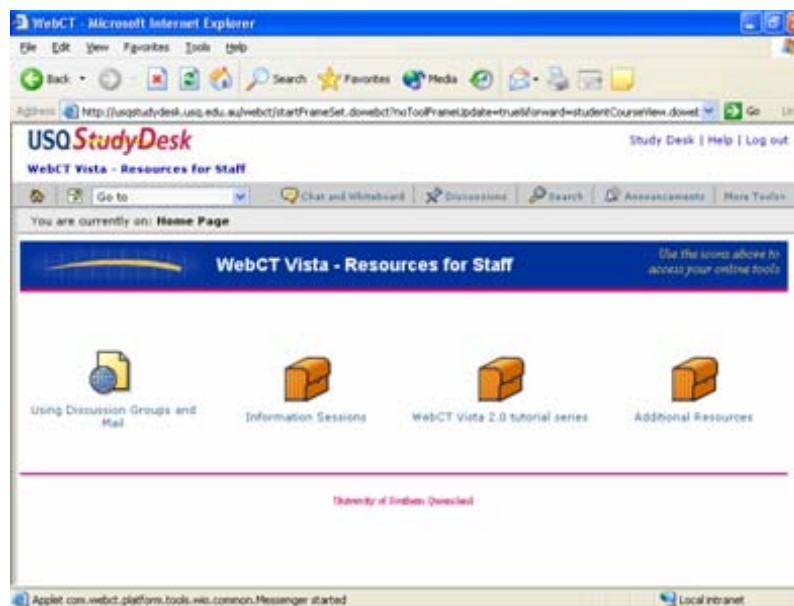 WebCT - Microsoft Internet Explorer
File Edit View Favorites Tools Help
Back Search Favorites Media
Address http://usqstudydesk.usq.edu.au/webct/startFrameSet.dowebct?noToolFrameUpdate=true&forward=studentCourseView.dowebct Go
USQStudyDesk
Study Desk | Help | Log out
WebCT Vista - Resources for Staff
Go to Chat and Whiteboard Discussions Search Announcements More Tools
You are currently on: Home Page
WebCT Vista - Resources for Staff
Use the icons above to
access your online tools
Using Discussion Groups and
Mail
Information Sessions
WebCT Vista 2.0 tutorial series
Additional Resources
University of Southern Queensland
Applet com.webct.platform.tools.wio.common.Messenger started Local intranet